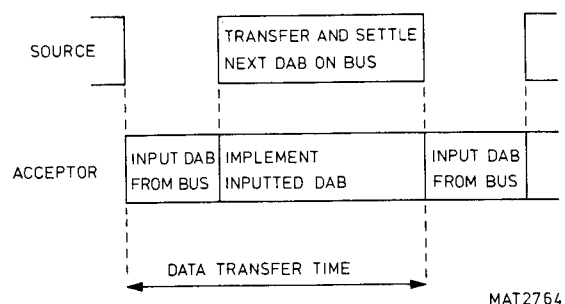 SOURCE
TRANSFER AND SETTLE
NEXT DAB ON BUS
ACCEPTOR
INPUT DAB
FROM BUS
IMPLEMENT
INPUTTED DAB
INPUT DAB
FROM BUS
DATA TRANSFER TIME
MAT2764